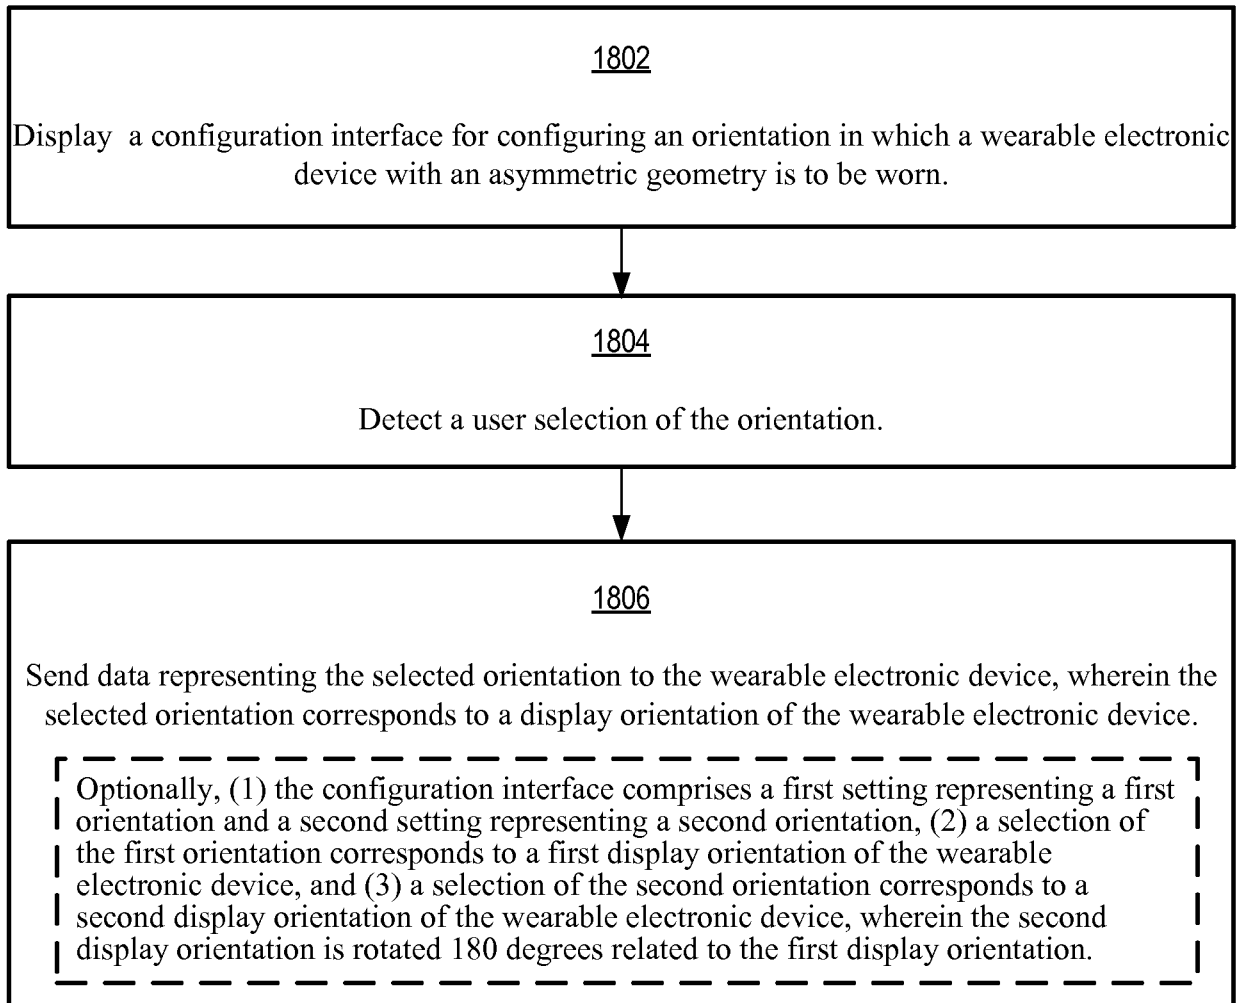 1802
Display a configuration interface for configuring an orientation in which a wearable electronic
device with an asymmetric geometry is to be worn.
1804
Detect a user selection of the orientation.
1806
Send data representing the selected orientation to the wearable electronic device, wherein the
selected orientation corresponds to a display orientation of the wearable electronic device.
Optionally, (1) the configuration interface comprises a first setting representing a first
orientation and a second setting representing a second orientation, (2) a selection of
the first orientation corresponds to a first display orientation of the wearable
electronic device, and (3) a selection of the second orientation corresponds to a
second display orientation of the wearable electronic device, wherein the second
display orientation is rotated 180 degrees related to the first display orientation.